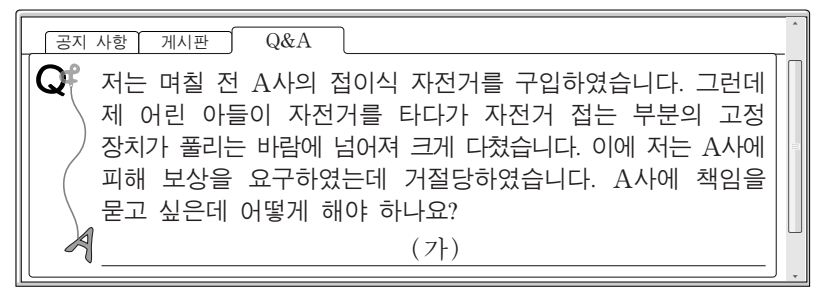 공지 사항 게시판 Q&A
Q 저는 며칠 전 A사의 접이식 자전거를 구입하였습니다. 그런데
제 어린 아들이 자전거를 타다가 자전거 접는 부분의 고정
장치가 풀리는 바람에 넘어져 크게 다쳤습니다. 이에 저는 A사에
피해 보상을 요구하였는데 거절당하였습니다. A사에 책임을
묻고 싶은데 어떻게 해야 하나요?
A (가)